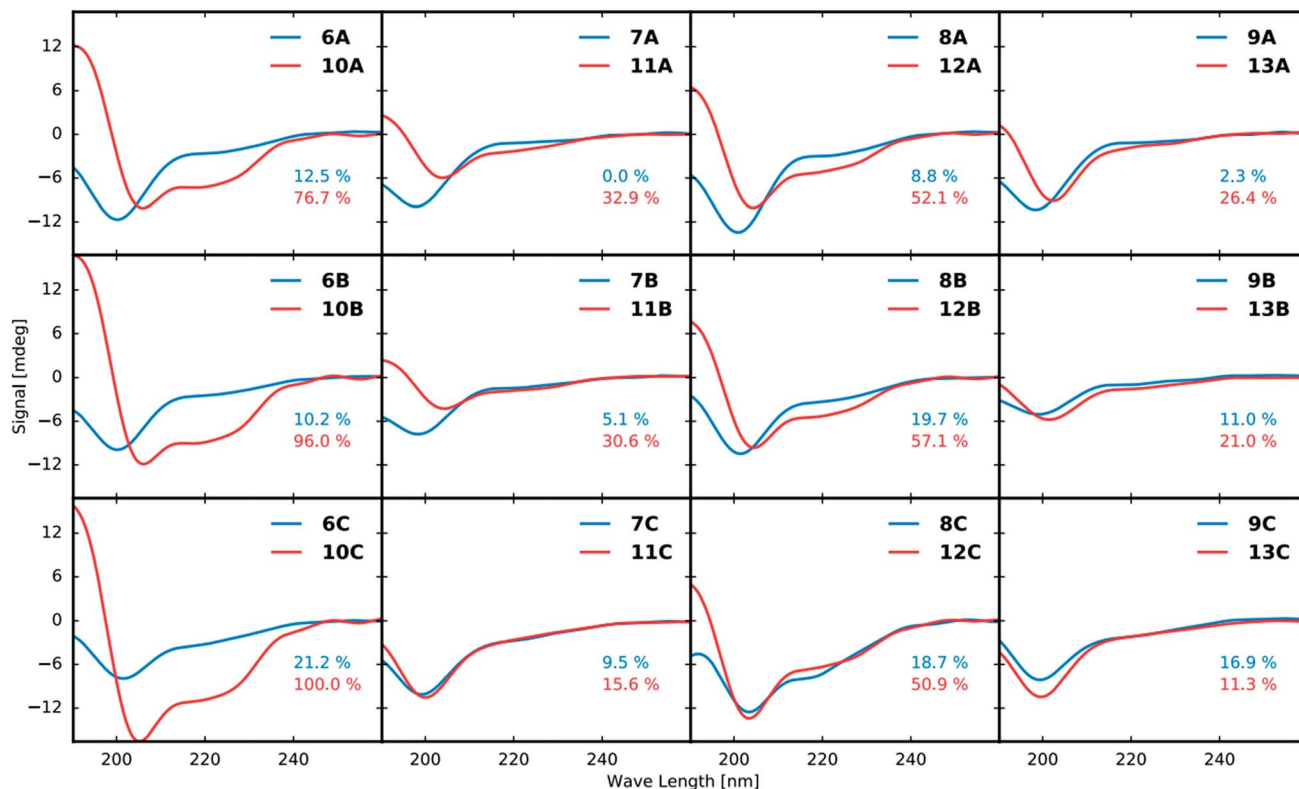 6A
10A
12.5 %
76.7 %
7A
11A
0.0 %
32.9 %
8A
12A
8.8 %
52.1 %
9A
13A
2.3 %
26.4 %
12
6
0
−6
−12
6B
10B
10.2 %
96.0 %
7B
11B
5.1 %
30.6 %
8B
12B
19.7 %
57.1 %
9B
13B
11.0 %
21.0 %
12
6
0
−6
−12
Signal [mdeg]
6C
10C
21.2 %
100.0 %
7C
11C
9.5 %
15.6 %
8C
12C
18.7 %
50.9 %
9C
13C
16.9 %
11.3 %
12
6
0
−6
−12
200 220 240 200 220 240 200 220 240 200 220 240
Wave Length [nm]